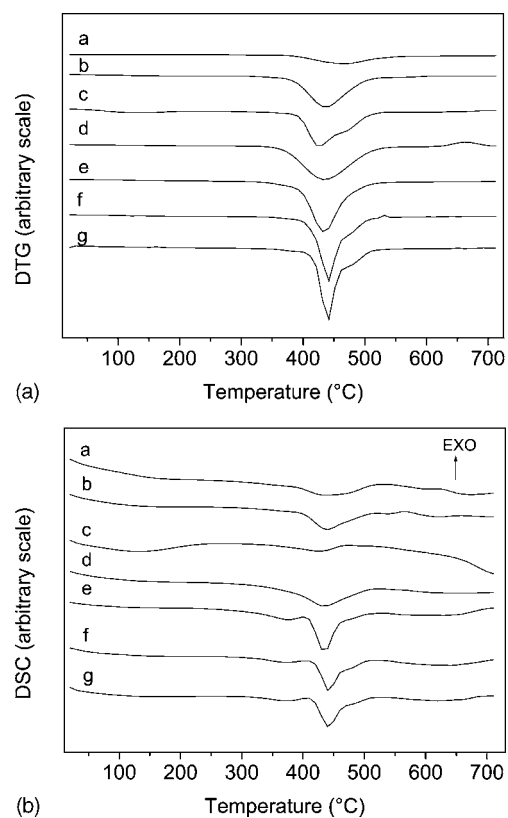 a
b
c
d
e
f
g
DTG (arbitrary scale)
100 200 300 400 500 600 700
Temperature (°C)
(a)
EXO
a
b
c
d
e
f
g
DSC (arbitrary scale)
100 200 300 400 500 600 700
Temperature (°C)
(b)